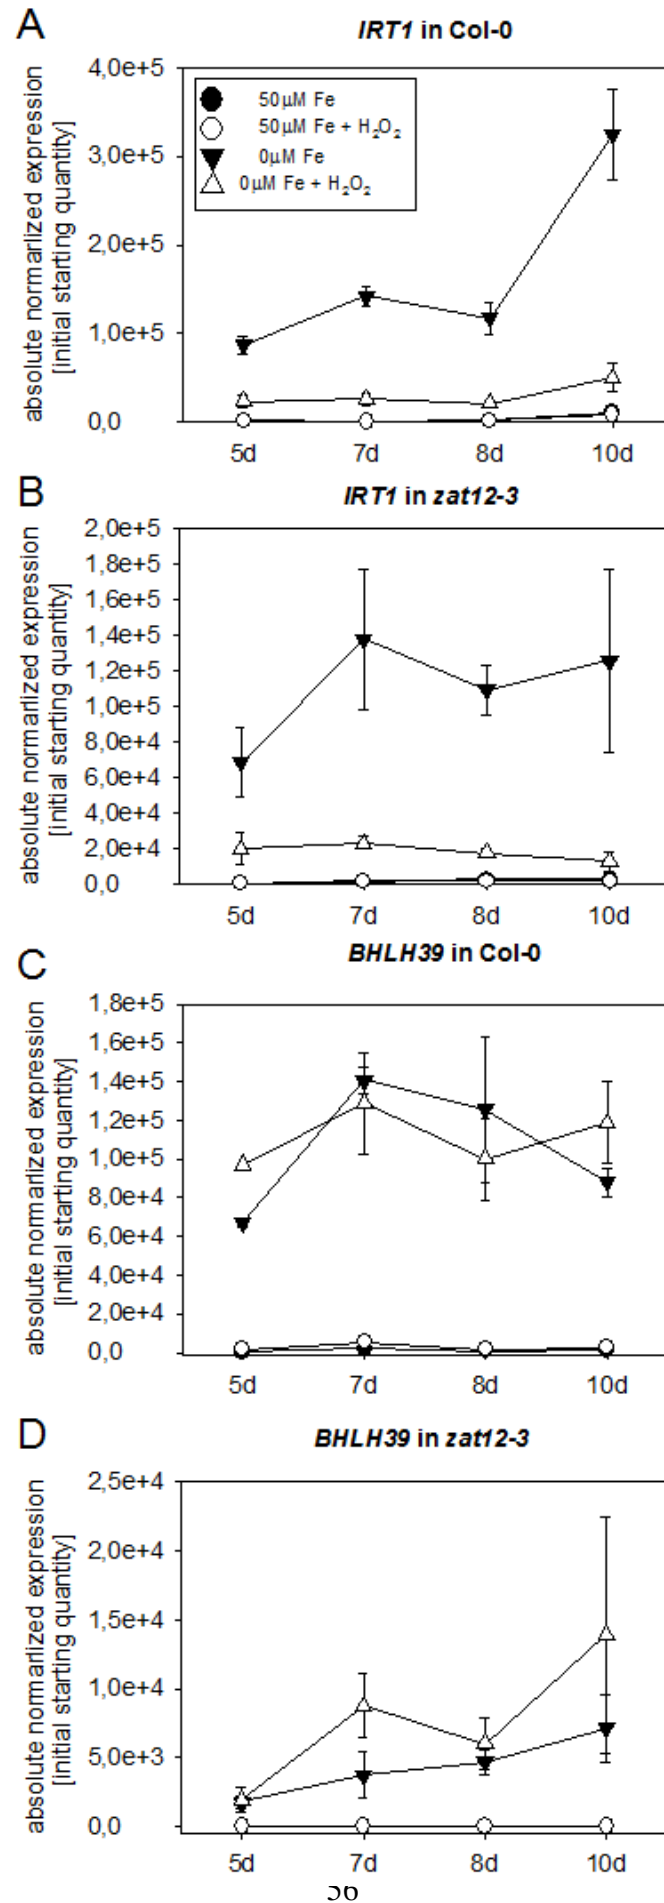 A
IRT1 in Col-0
absolute normarlized expression
[initial starting quantity]
4,0e+5
3,0e+5
2,0e+5
1,0e+5
0,0
50µM Fe
50µM Fe + H₂O₂
0µM Fe
0µM Fe + H₂O₂
5d 7d 8d 10d
B
IRT1 in zat12-3
absolute normarlized expression
[initial starting quantity]
2,0e+5
1,8e+5
1,6e+5
1,4e+5
1,2e+5
1,0e+5
8,0e+4
6,0e+4
4,0e+4
2,0e+4
0,0
5d 7d 8d 10d
C
BHLH39 in Col-0
absolute normarlized expression
[initial starting quantity]
1,8e+5
1,6e+5
1,4e+5
1,2e+5
1,0e+5
8,0e+4
6,0e+4
4,0e+4
2,0e+4
0,0
5d 7d 8d 10d
D
BHLH39 in zat12-3
absolute normarlized expression
[initial starting quantity]
2,5e+4
2,0e+4
1,5e+4
1,0e+4
5,0e+3
0,0
5d 7d 8d 10d
56